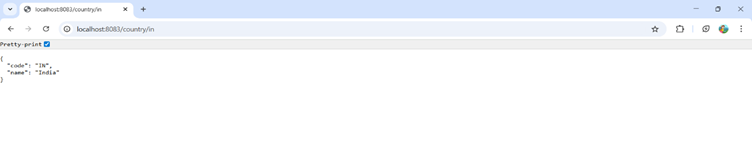 localhost:8083/country/in
localhost:8083/country/in
Pretty-print
{
"code": "IN",
"name": "India"
}